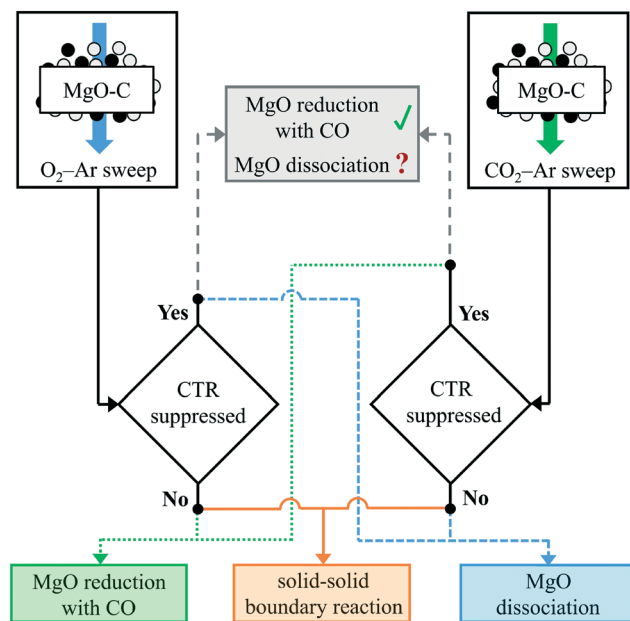 MgO-C
O₂–Ar sweep
MgO reduction
with CO ✓
MgO dissociation ?
MgO-C
CO₂–Ar sweep
Yes
CTR
suppressed
No
Yes
CTR
suppressed
No
MgO reduction
with CO
solid-solid
boundary reaction
MgO
dissociation